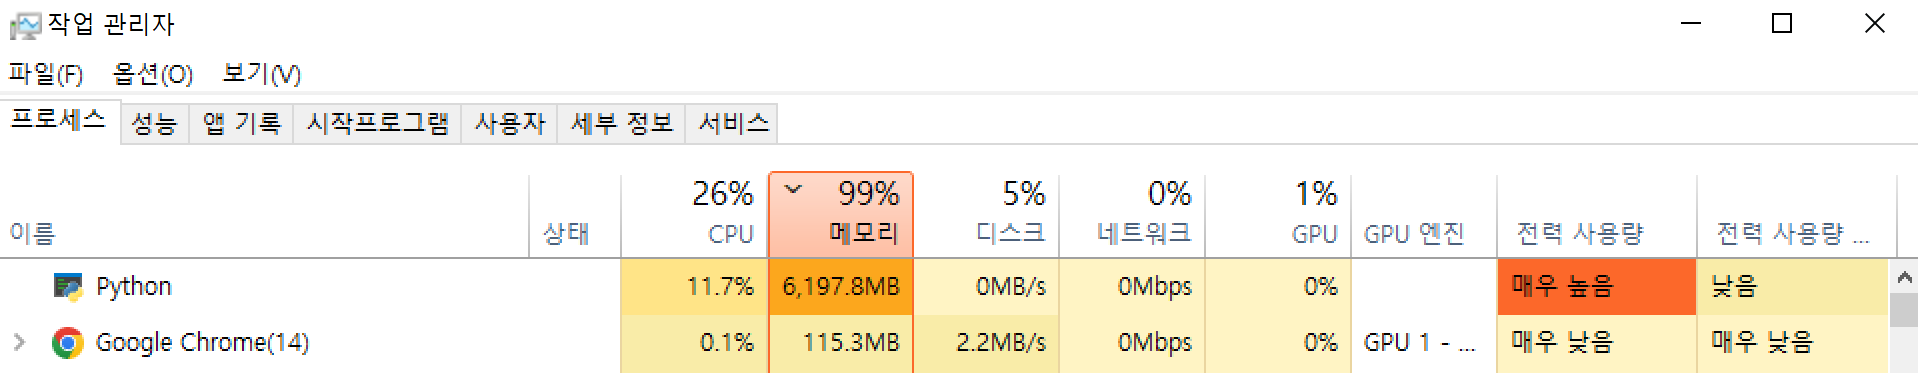 작업 관리자
파일(F) 옵션(O) 보기(V)
프로세스 성능 앱 기록 시작프로그램 사용자 세부 정보 서비스
26% 99% 5% 0% 1%
이름 상태 CPU 메모리 디스크 네트워크 GPU GPU 엔진 전력 사용량 전력 사용량 ...
Python 11.7% 6,197.8MB 0MB/s 0Mbps 0% 매우 높음 낮음
Google Chrome(14) 0.1% 115.3MB 2.2MB/s 0Mbps 0% GPU 1 - ... 매우 낮음 매우 낮음